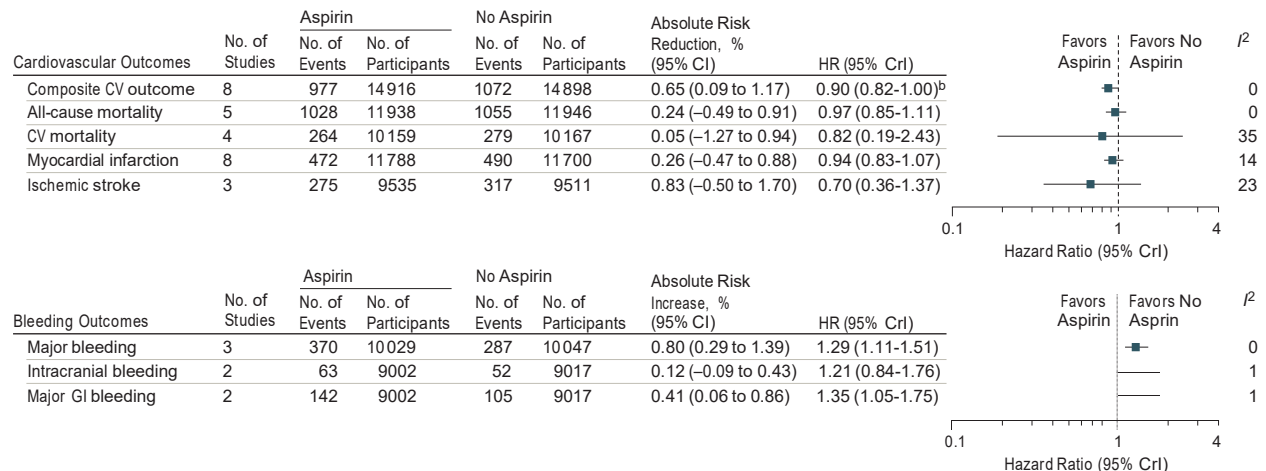 Aspirin No Aspirin Absolute Risk
No. of No. of No. of No. of No. of Reduction, % Favors Favors No I2
Cardiovascular Outcomes Studies Events Participants Events Participants (95% CI) HR (95% CrI) Aspirin Aspirin
Composite CV outcome 8 977 14916 1072 14898 0.65 (0.09 to 1.17) 0.90 (0.82-1.00)b 0
All-cause mortality 5 1028 11938 1055 11946 0.24 (–0.49 to 0.91) 0.97 (0.85-1.11) 0
CV mortality 4 264 10159 279 10167 0.05 (–1.27 to 0.94) 0.82 (0.19-2.43) 35
Myocardial infarction 8 472 11788 490 11700 0.26 (–0.47 to 0.88) 0.94 (0.83-1.07) 14
Ischemic stroke 3 275 9535 317 9511 0.83 (–0.50 to 1.70) 0.70 (0.36-1.37) 23
0.1 1 4
Hazard Ratio (95% CrI)
Aspirin No Aspirin Absolute Risk
No. of No. of No. of No. of No. of Increase, % Favors Favors No I2
Bleeding Outcomes Studies Events Participants Events Participants (95% CI) HR (95% CrI) Aspirin Asprin
Major bleeding 3 370 10029 287 10047 0.80 (0.29 to 1.39) 1.29 (1.11-1.51) 0
Intracranial bleeding 2 63 9002 52 9017 0.12 (–0.09 to 0.43) 1.21 (0.84-1.76) 1
Major GI bleeding 2 142 9002 105 9017 0.41 (0.06 to 0.86) 1.35 (1.05-1.75) 1
0.1 1 4
Hazard Ratio (95% CrI)